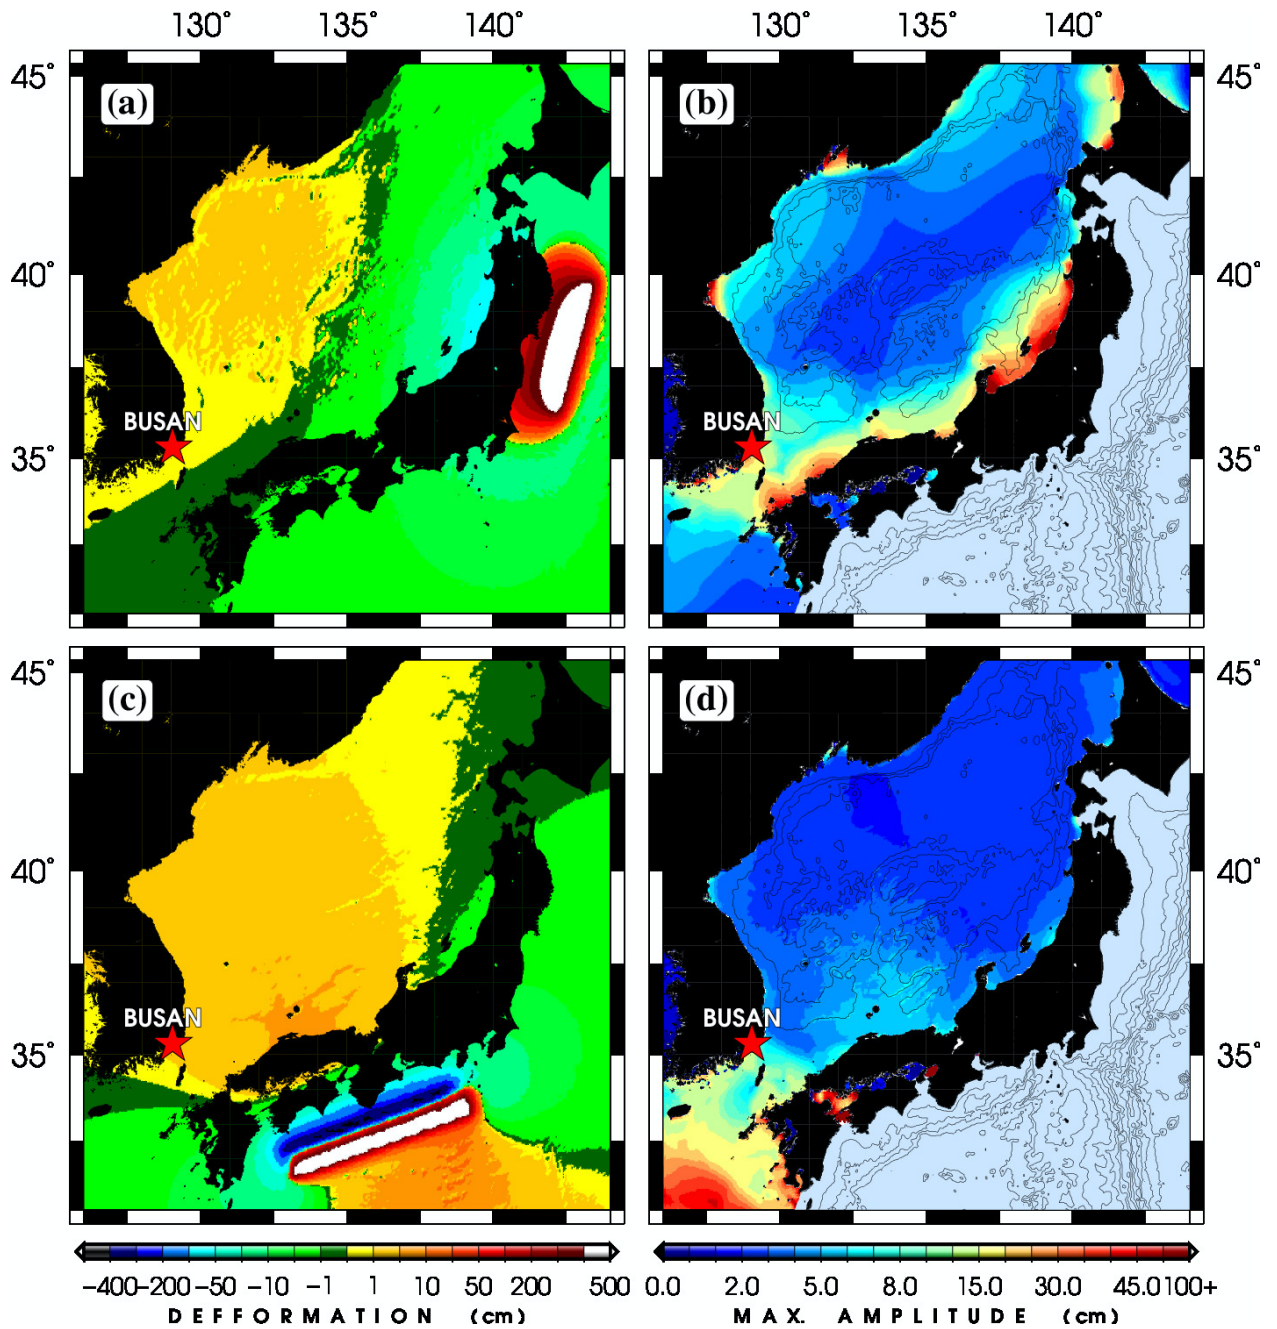 130° 135° 140° 130° 135° 140°
45° (a) (b) 45°
40° 40°
BUSAN BUSAN
35° 35°
45° (c) (d) 45°
40° 40°
BUSAN BUSAN
35° 35°
−400 −200 −50 −10 −1 1 10 50 200 500 0.0 2.0 5.0 8.0 15.0 30.0 45.0 100+
DEFFORMATION (cm) MAX. AMPLITUDE (cm)